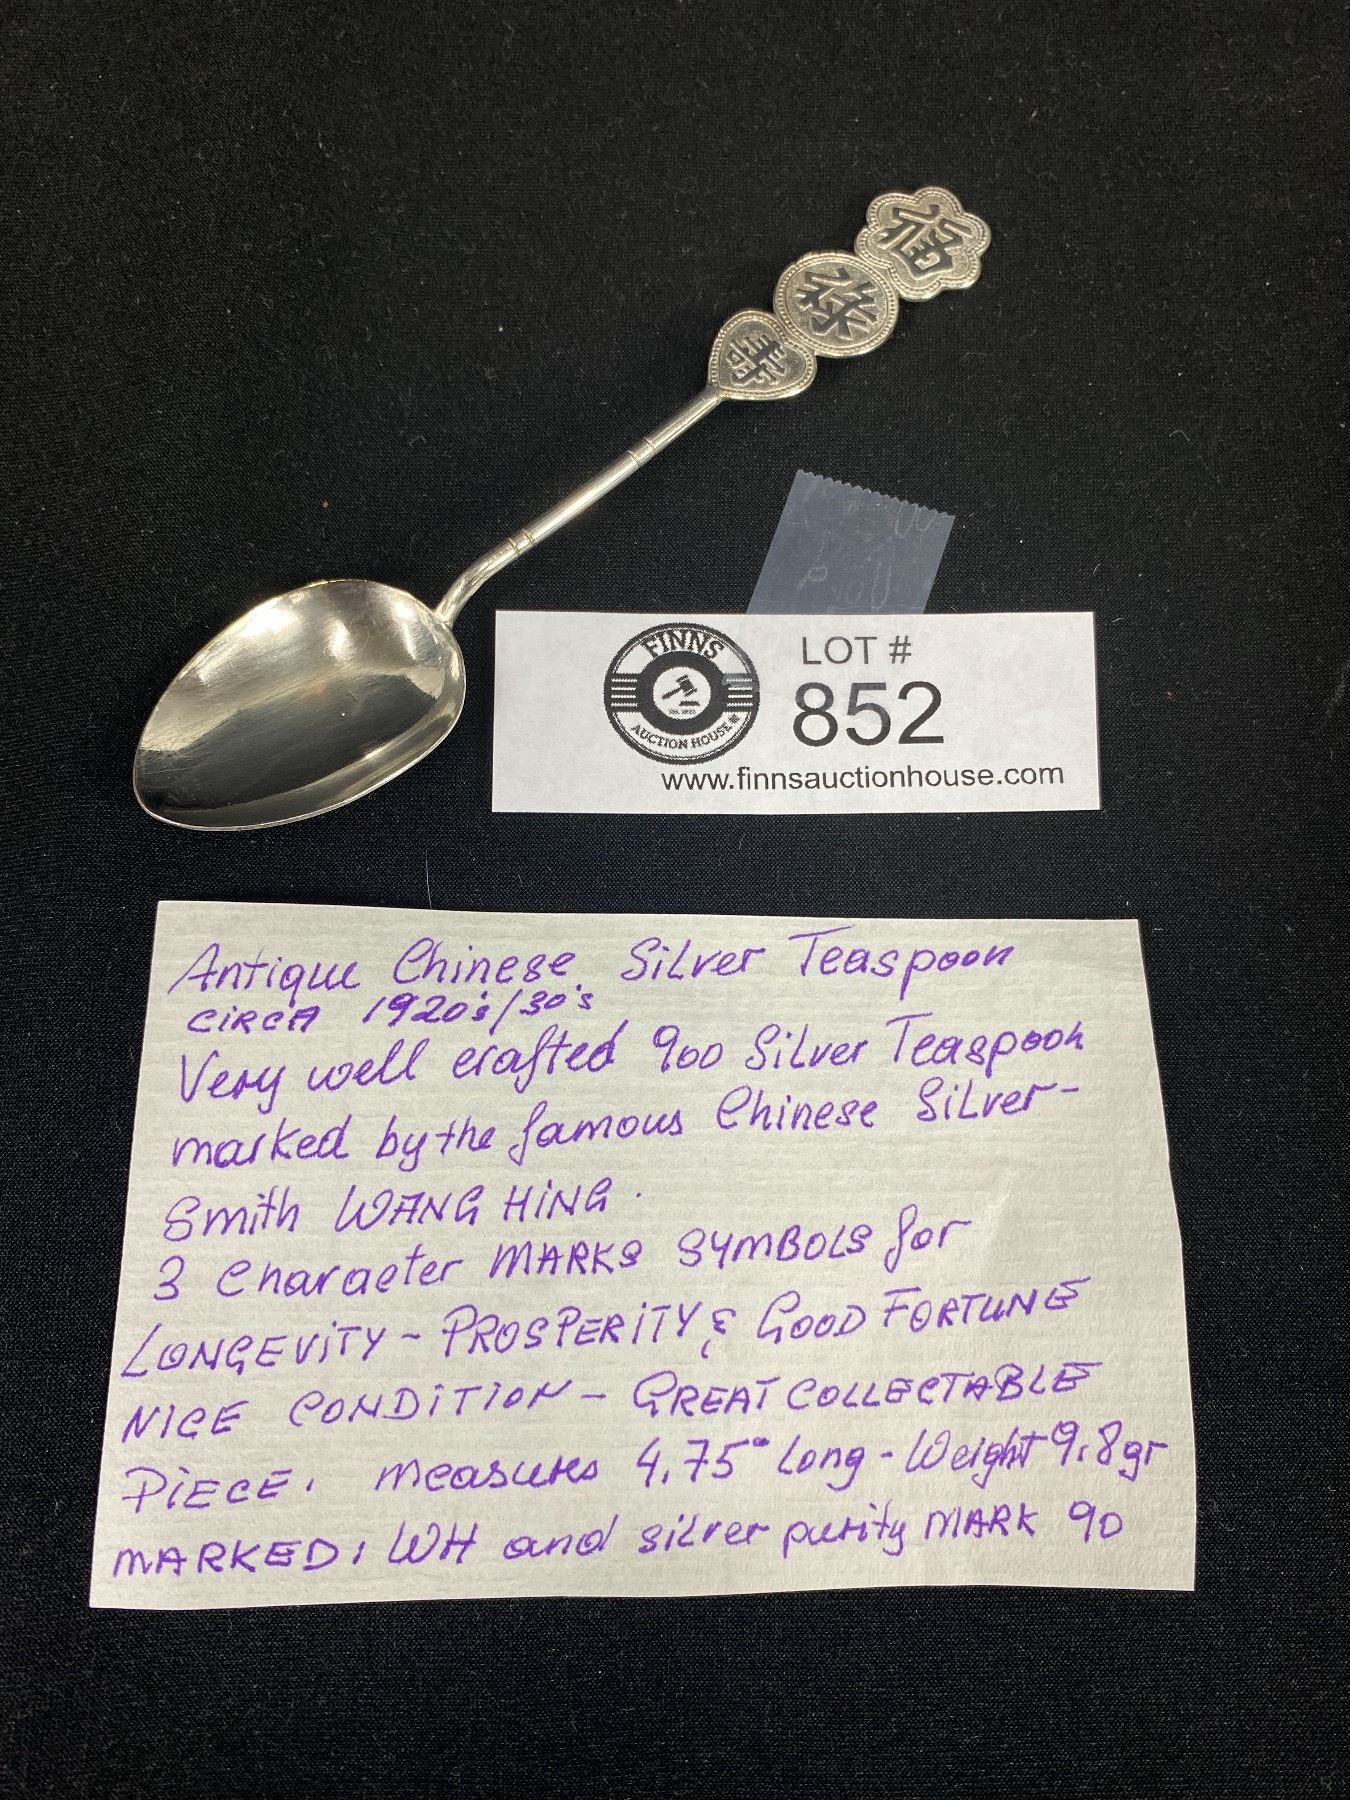 福
祿
壽
FINNS
AUCTION HOUSE
LOT #
852
www.finnsauctionhouse.com
Antique Chinese Silver Teaspoon
CIRCA 1920's/30's
Very well crafted 900 Silver Teaspoon
marked by the famous Chinese Silver-
Smith WANG HING.
3 Character MARKS SYMBOLS for
LONGEVITY - PROSPERITY & GOOD FORTUNE
NICE CONDITION - GREAT COLLECTABLE
PIECE. measures 4.75" Long - Weight 9.8gr
MARKED: WH and silver purity MARK 90